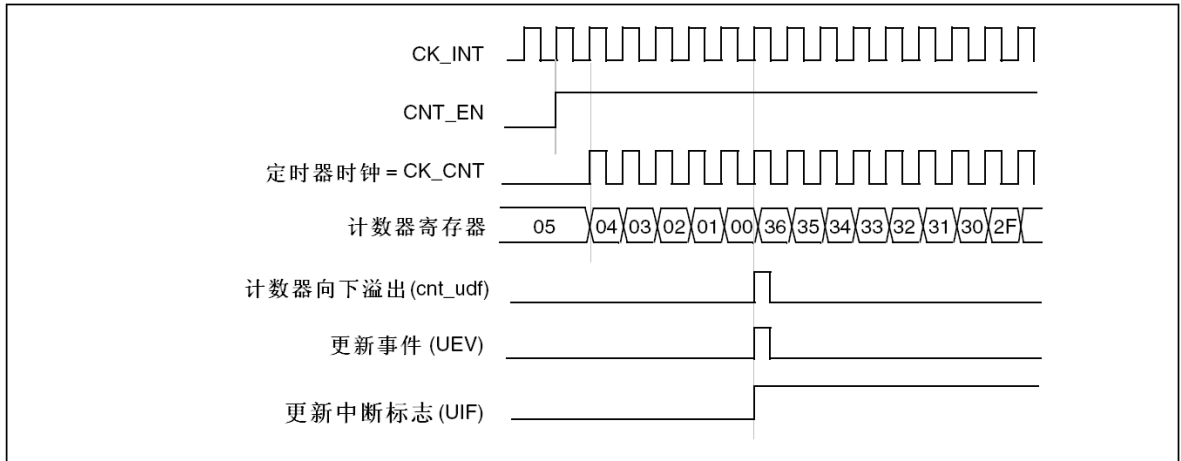 CK_INT
CNT_EN
定时器时钟 = CK_CNT
计数器寄存器 05 04 03 02 01 00 36 35 34 33 32 31 30 2F
计数器向下溢出(cnt_udf)
更新事件 (UEV)
更新中断标志(UIF)